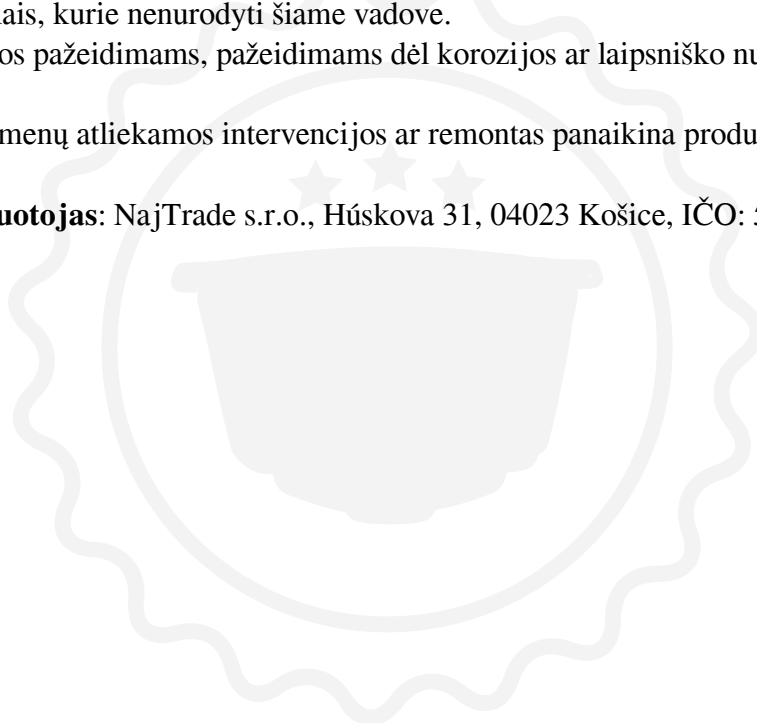 iais, kurie nenurodyti šiame vadove.
os pažeidimams, pažeidimams dėl korozijos ar laipsniško nu
menų atliekamos intervencijos ar remontas panaikina produ
uotojas: NajTrade s.r.o., Húskova 31, 04023 Košice, IČO: